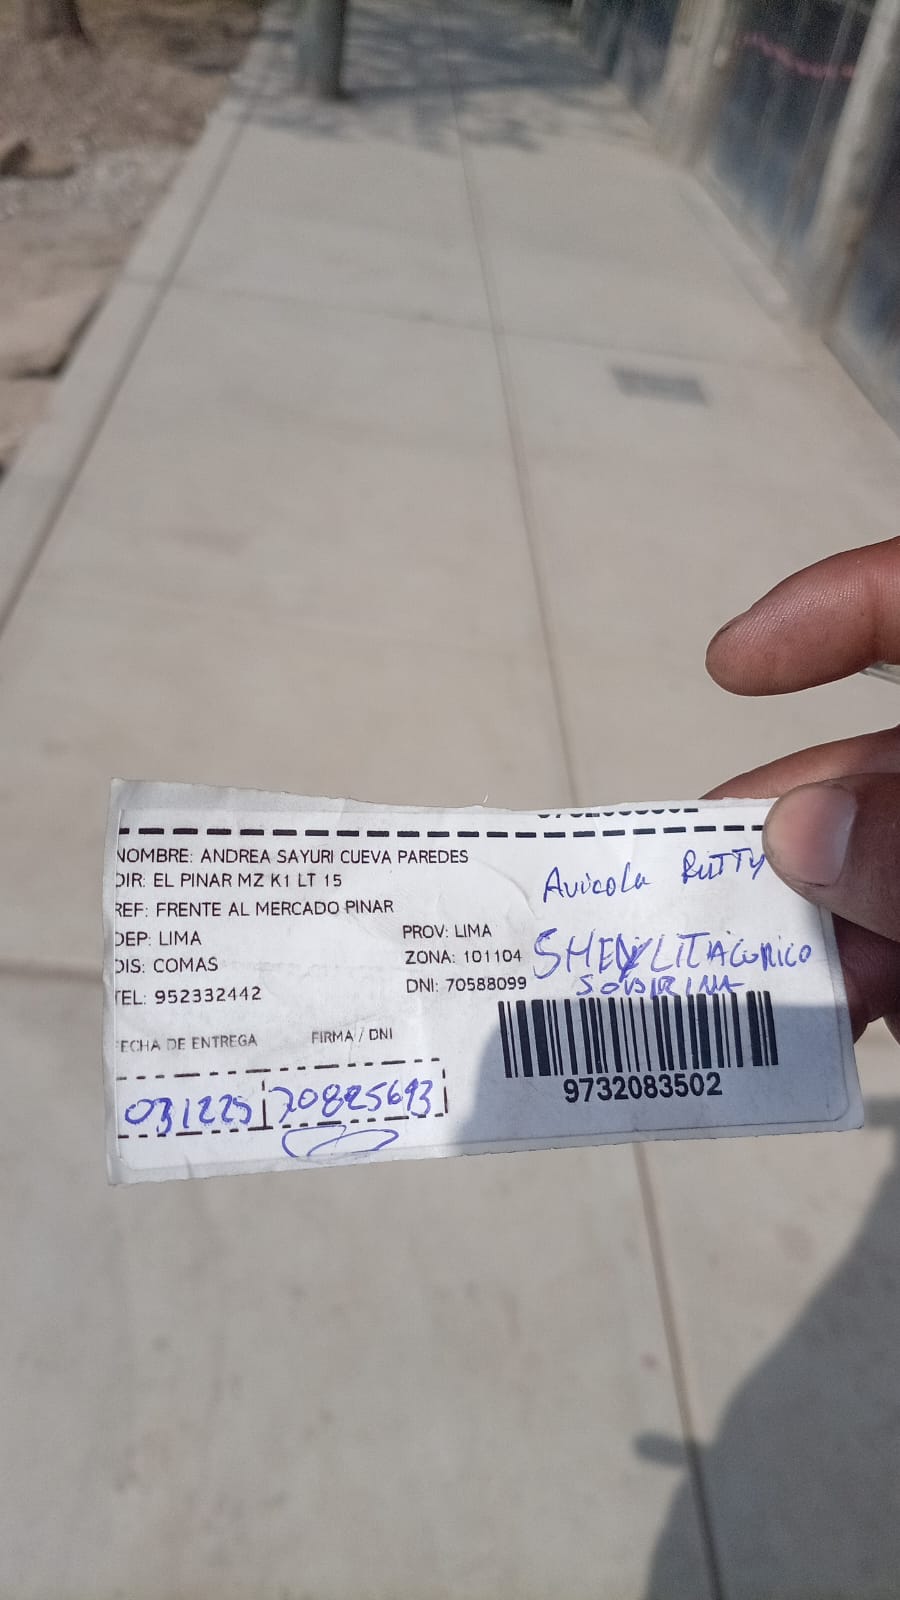 NOMBRE: ANDREA SAYURI CUEVA PAREDES
DIR: EL PINAR MZ K1 LT 15
REF: FRENTE AL MERCADO PINAR
DEP: LIMA PROV: LIMA
DIS: COMAS ZONA: 101104
TEL: 952332442 DNI: 70588099
Avicola RUTTY
SOBRINA
FECHA DE ENTREGA FIRMA / DNI
031225 70825693
9732083502